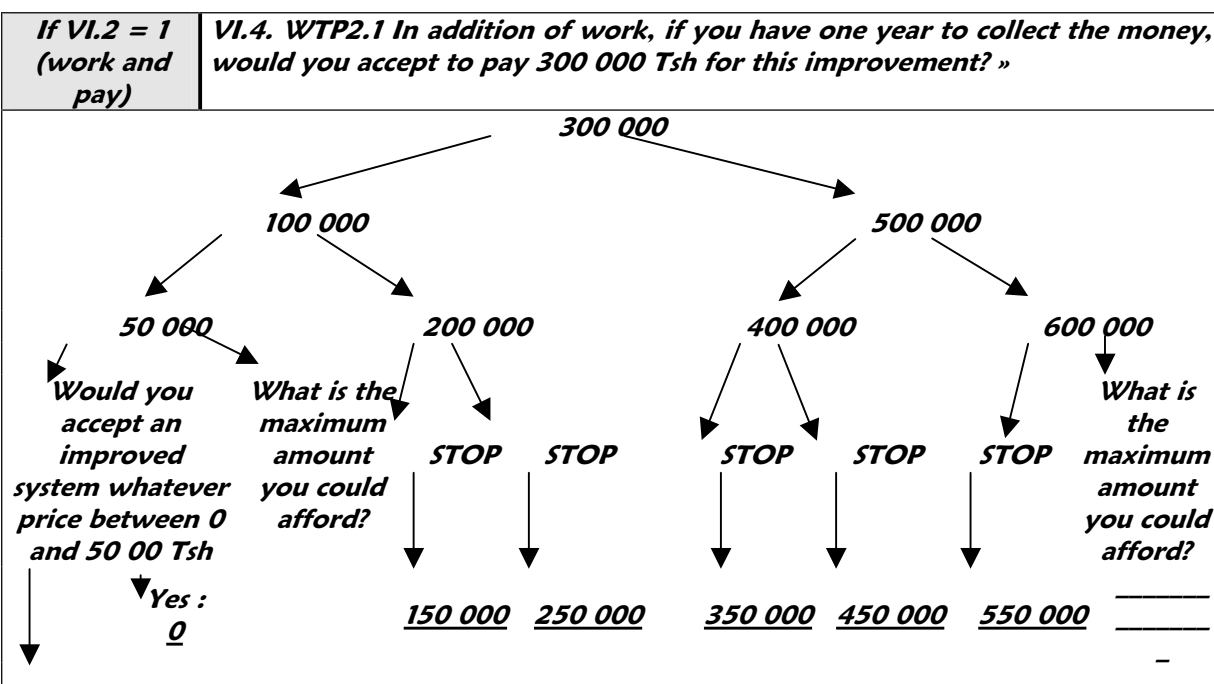 If VI.2 = 1
(work and
pay)
VI.4. WTP2.1 In addition of work, if you have one year to collect the money,
would you accept to pay 300 000 Tsh for this improvement? »
300 000
100 000
500 000
50 000
200 000
400 000
600 000
Would you
accept an
improved
system whatever
price between 0
and 50 00 Tsh
What is the
maximum
amount
you could
afford?
STOP
STOP
STOP
STOP
STOP
What is
the
maximum
amount
you could
afford?
Yes :
0
150 000
250 000
350 000
450 000
550 000
_______
_______
_